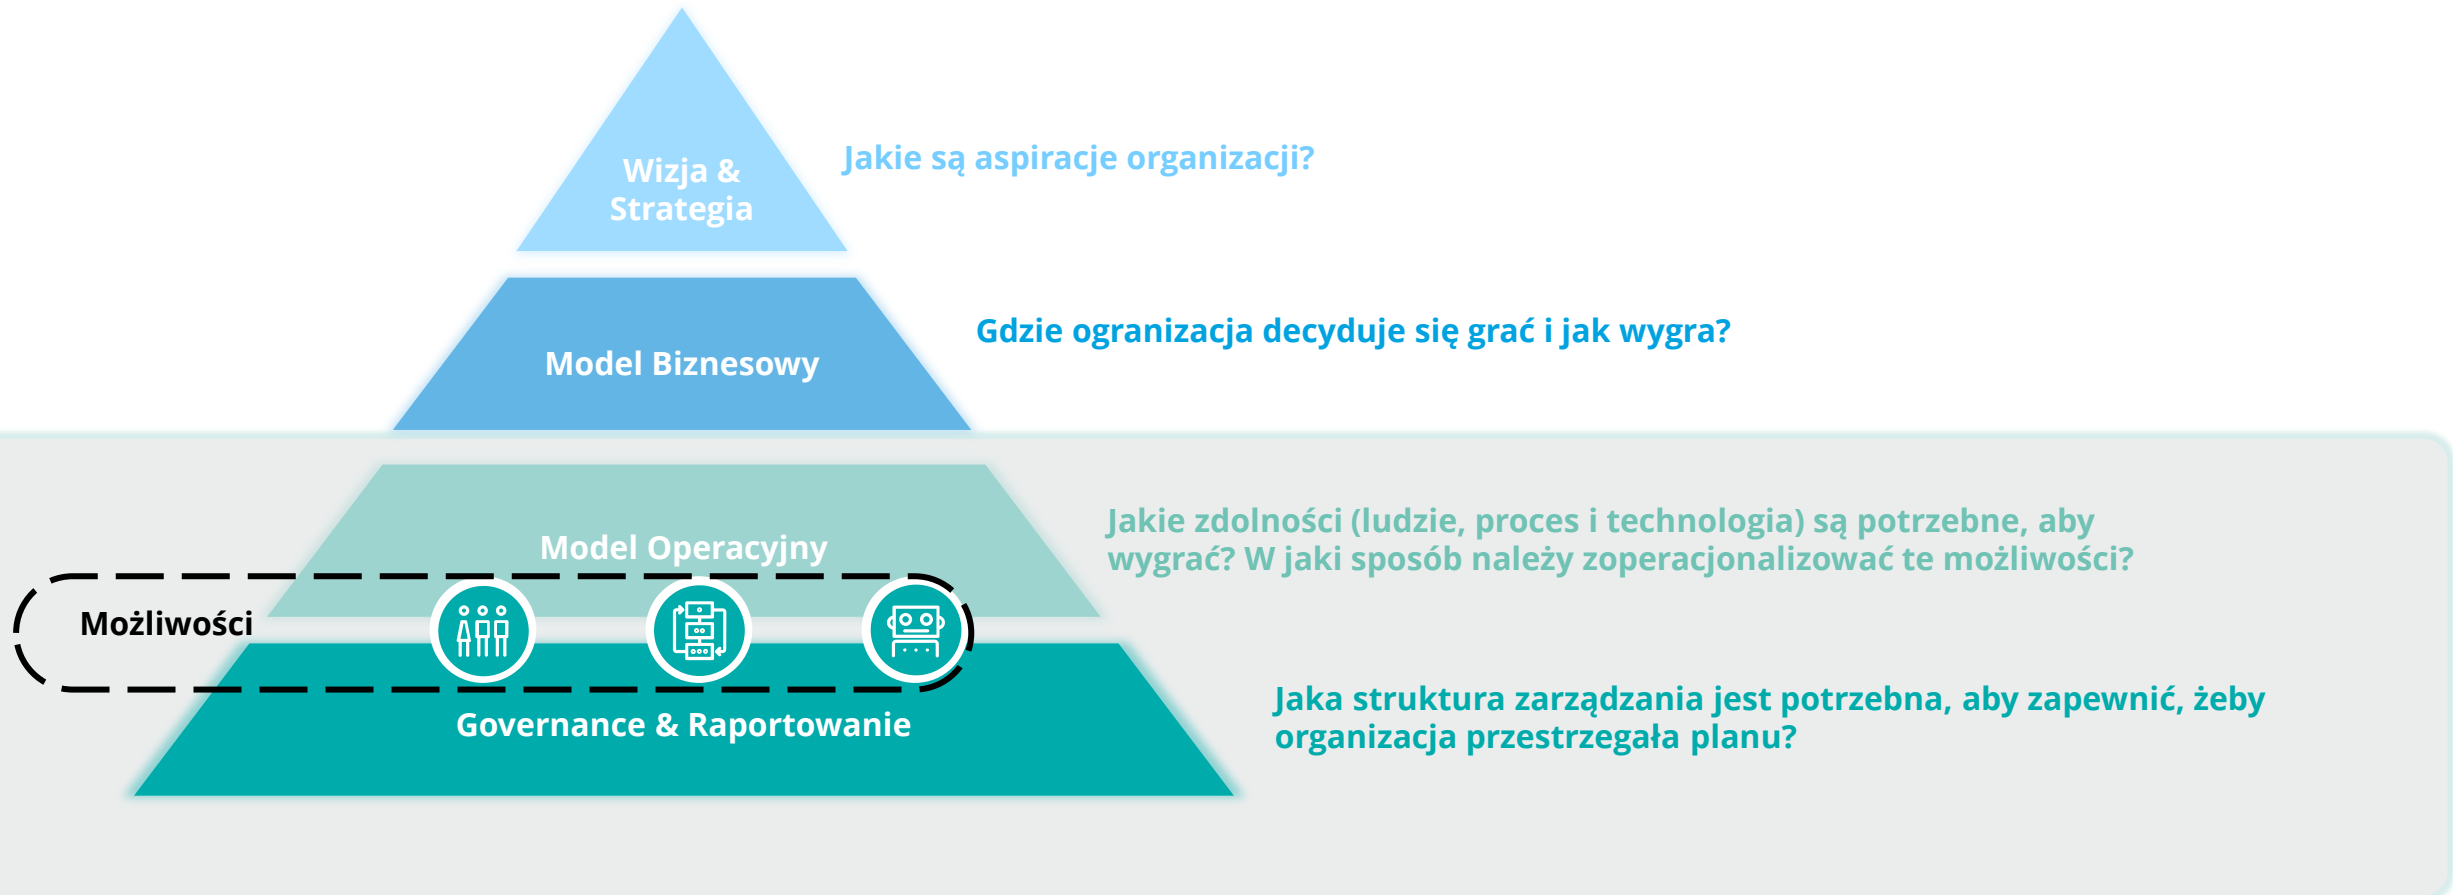 Wizja &
Strategia
Jakie są aspiracje organizacji?
Model Biznesowy
Gdzie ogranizacja decyduje się grać i jak wygra?
Model Operacyjny
Jakie zdolności (ludzie, proces i technologia) są potrzebne, aby
wygrać? W jaki sposób należy zoperacjonalizować te możliwości?
Możliwości
Governance & Raportowanie
Jaka struktura zarządzania jest potrzebna, aby zapewnić, żeby
organizacja przestrzegała planu?